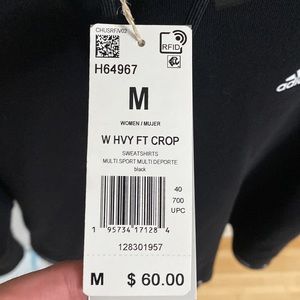 CHUSRF/V02
RFID
H64967
M
WOMEN / MUJER
W HVY FT CROP
SWEATSHIRTS
MULTI.SPORT MULTI DEPORTE
black
40
700
UPC
1 95734 17128 4
128301957
M $ 60.00
adidas